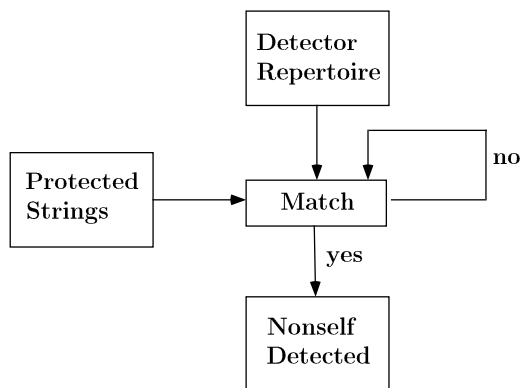 Detector
Repertoire
no
Protected
Strings
Match
yes
Nonself
Detected